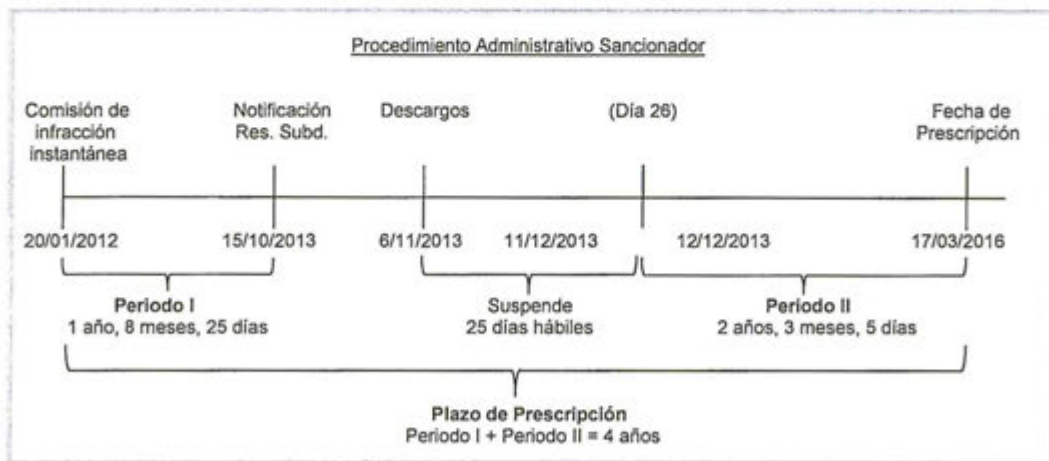 Procedimiento Administrativo Sancionador
Comisión de
infracción
instantánea
Notificación
Res. Subd.
Descargos
(Día 26)
Fecha de
Prescripción
20/01/2012
15/10/2013
6/11/2013
11/12/2013
12/12/2013
17/03/2016
Periodo I
1 año, 8 meses, 25 días
Suspende
25 días hábiles
Periodo II
2 años, 3 meses, 5 días
Plazo de Prescripción
Periodo I + Periodo II = 4 años